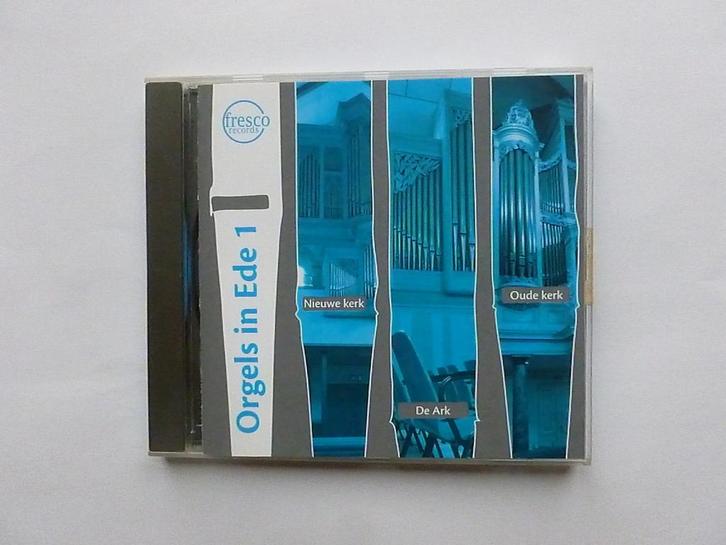 fresco
records
Orgels in Ede 1
Nieuwe kerk
Oude kerk
De Ark